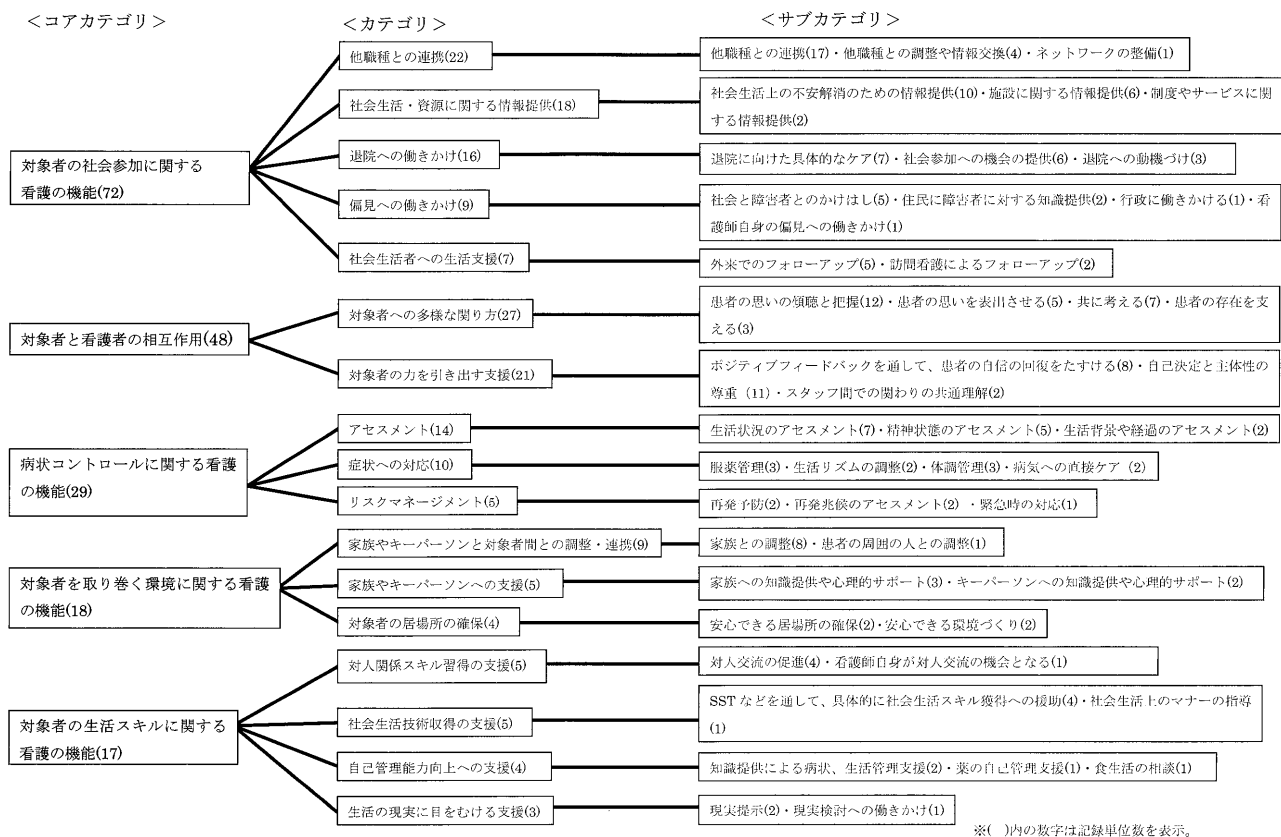 ＜コアカテゴリ＞
＜カテゴリ＞
＜サブカテゴリ＞
対象者の社会参加に関する
看護の機能(72)
他職種との連携(22)
他職種との連携(17)・他職種との調整や情報交換(4)・ネットワークの整備(1)
社会生活・資源に関する情報提供(18)
社会生活上の不安解消のための情報提供(10)・施設に関する情報提供(6)・制度やサービスに関
する情報提供(2)
退院への働きかけ(16)
退院に向けた具体的なケア(7)・社会参加への機会の提供(6)・退院への動機づけ(3)
偏見への働きかけ(9)
社会と障害者とのかけはし(5)・住民に障害者に対する知識提供(2)・行政に働きかける(1)・看
護師自身の偏見への働きかけ(1)
社会生活者への生活支援(7)
外来でのフォローアップ(5)・訪問看護によるフォローアップ(2)
対象者と看護者の相互作用(48)
対象者への多様な関り方(27)
患者の思いの傾聴と把握(12)・患者の思いを表出させる(5)・共に考える(7)・患者の存在を支
える(3)
対象者の力を引き出す支援(21)
ポジティブフィードバックを通して、患者の自信の回復をたすける(8)・自己決定と主体性の
尊重（11）・スタッフ間での関わりの共通理解(2)
病状コントロールに関する看護
の機能(29)
アセスメント(14)
生活状況のアセスメント(7)・精神状態のアセスメント(5)・生活背景や経過のアセスメント(2)
症状への対応(10)
服薬管理(3)・生活リズムの調整(2)・体調管理(3)・病気への直接ケア（2）
リスクマネージメント(5)
再発予防(2)・再発兆候のアセスメント(2) ・緊急時の対応(1)
対象者を取り巻く環境に関する看護
の機能(18)
家族やキーパーソンと対象者間との調整・連携(9)
家族との調整(8)・患者の周囲の人との調整(1)
家族やキーパーソンへの支援(5)
家族への知識提供や心理的サポート(3)・キーパーソンへの知識提供や心理的サポート(2)
対象者の居場所の確保(4)
安心できる居場所の確保(2)・安心できる環境づくり(2)
対象者の生活スキルに関する
看護の機能(17)
対人関係スキル習得の支援(5)
対人交流の促進(4)・看護師自身が対人交流の機会となる(1)
社会生活技術収得の支援(5)
SST などを通して、具体的に社会生活スキル獲得への援助(4)・社会生活上のマナーの指導
(1)
自己管理能力向上への支援(4)
知識提供による病状、生活管理支援(2)・薬の自己管理支援(1)・食生活の相談(1)
生活の現実に目をむける支援(3)
現実提示(2)・現実検討への働きかけ(1)
※( )内の数字は記録単位数を表示。